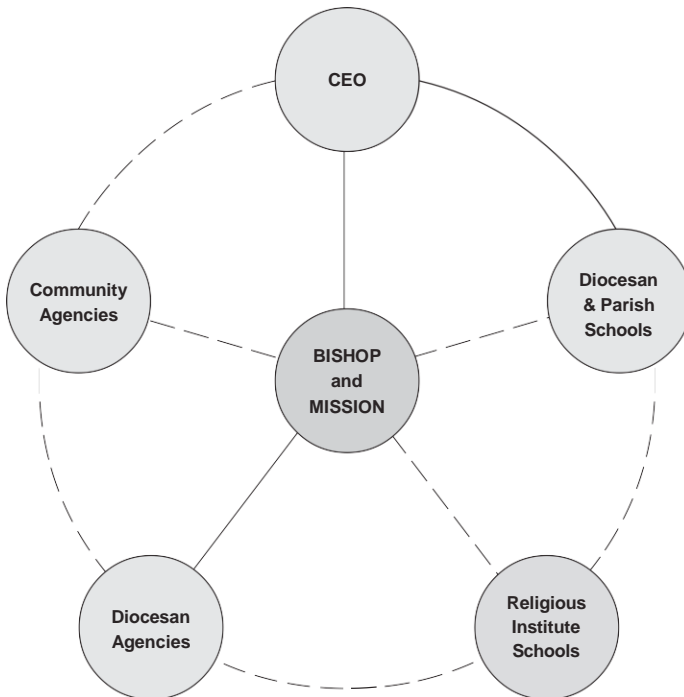 CEO
Community
Agencies
Diocesan
& Parish
Schools
BISHOP
and
MISSION
Diocesan
Agencies
Religious
Institute
Schools